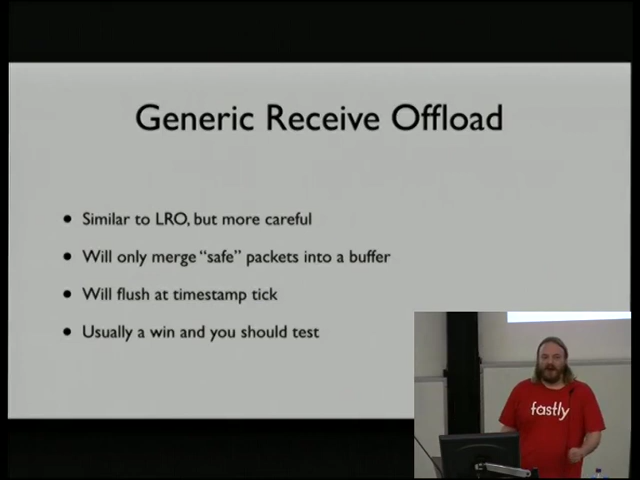 Generic Receive Offload
• Similar to LRO, but more careful
• Will only merge “safe” packets into a buffer
• Will flush at timestamp tick
• Usually a win and you should test
fastly